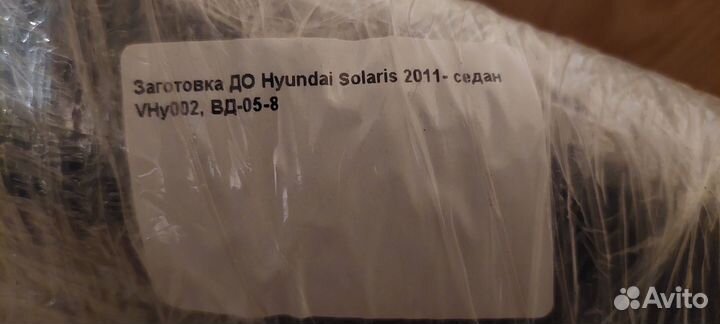 Заготовка ДО Hyundai Solaris 2011- седан
VHy002, ВД-05-8
Avito